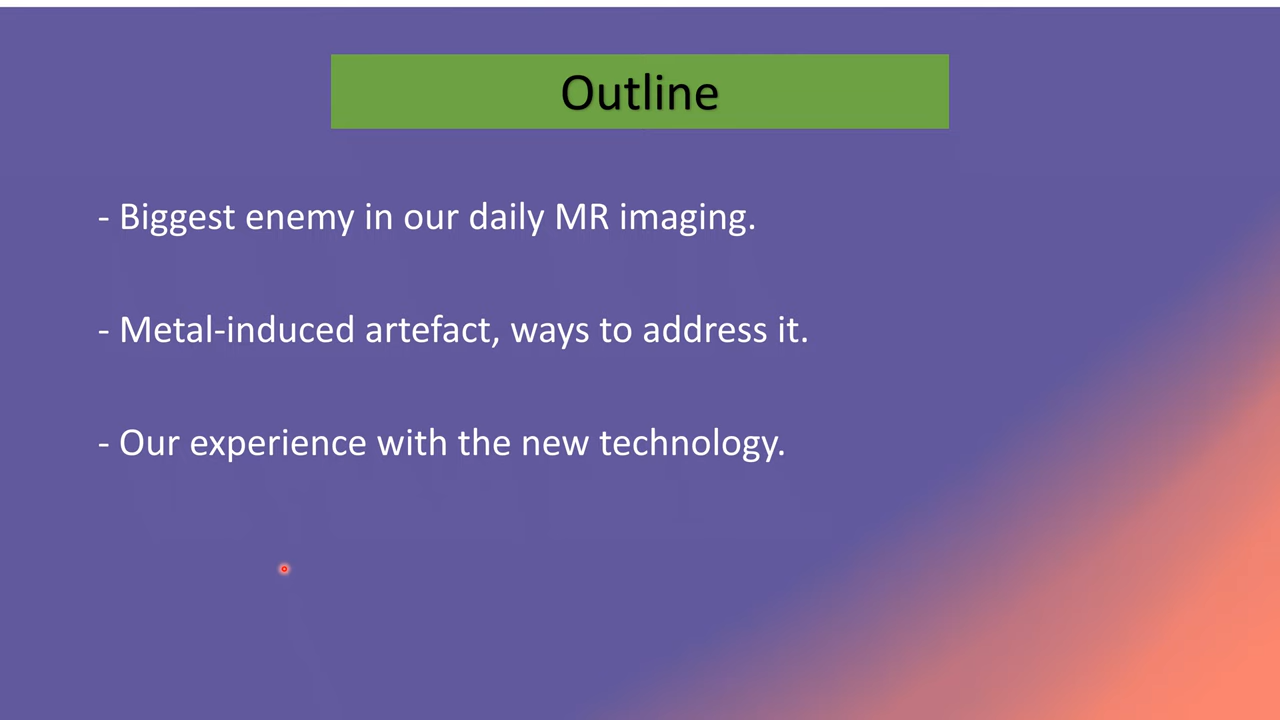 Outline
- Biggest enemy in our daily MR imaging.
- Metal-induced artefact, ways to address it.
- Our experience with the new technology.